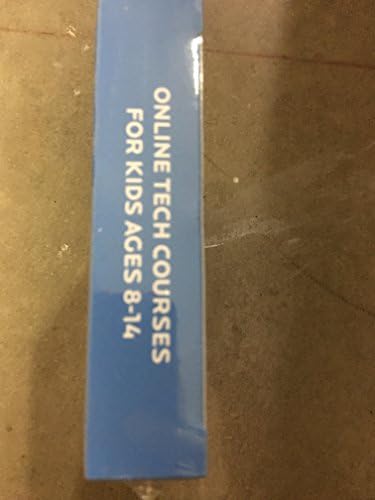 ONLINE TECH COURSES
FOR KIDS AGES 8-14